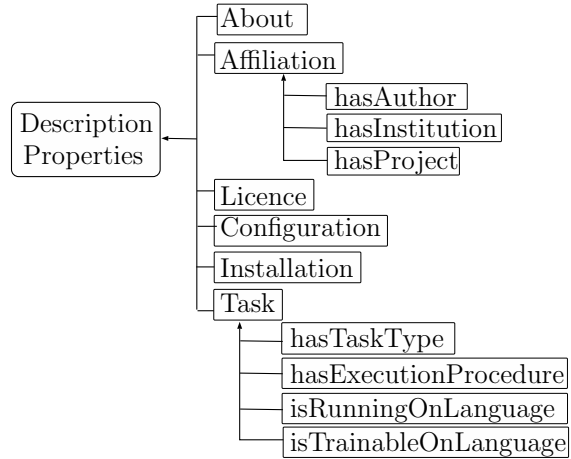 About
Affiliation
hasAuthor
hasInstitution
hasProject
Description
Properties
Licence
Configuration
Installation
Task
hasTaskType
hasExecutionProcedure
isRunningOnLanguage
isTrainableOnLanguage